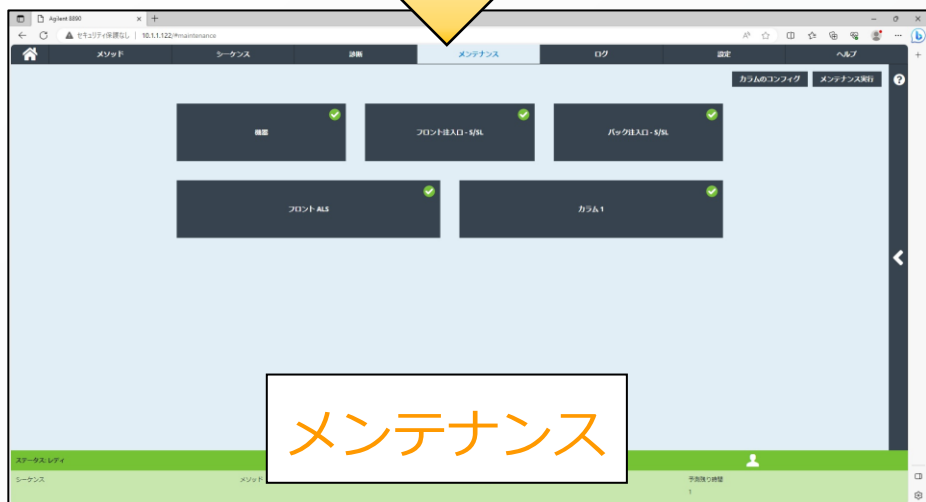 Agilent 8890
セキュリティ保護なし | 10.1.1.122/#maintenance
メソッド シーケンス 診断 メンテナンス ログ 設定 ヘルプ
カラムのコンフィグ メンテナンス実行
機器 フロント注入口 - S/SL バック注入口 - S/SL
フロント ALS カラム 1
メンテナンス
ステータス: レディ
シーケンス メソッド 予測残り時間
1